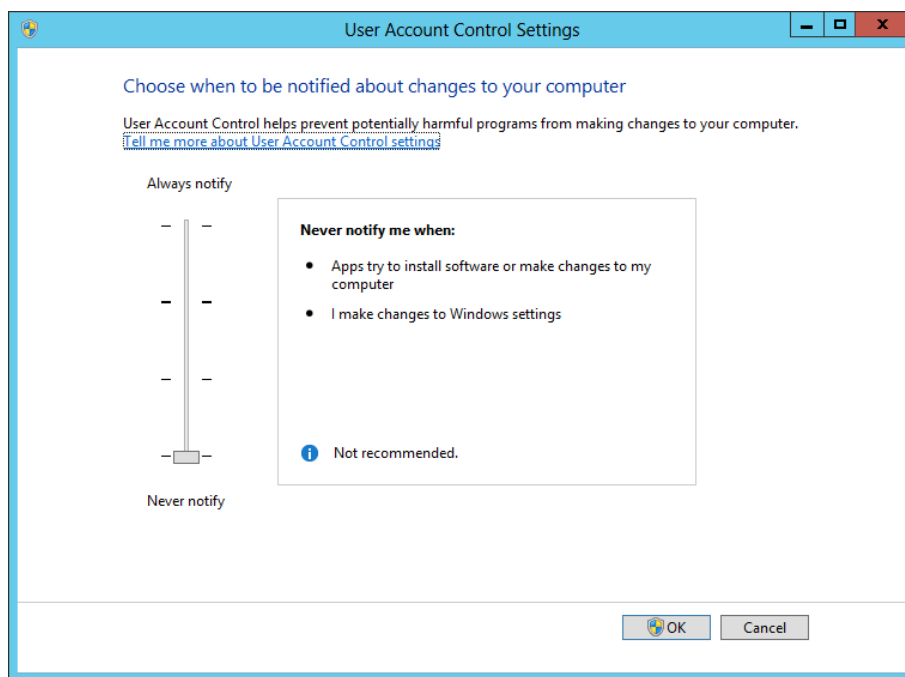 User Account Control Settings
Choose when to be notified about changes to your computer
User Account Control helps prevent potentially harmful programs from making changes to your computer.
Tell me more about User Account Control settings
Always notify
Never notify me when:
Apps try to install software or make changes to my
computer
I make changes to Windows settings
Not recommended.
Never notify
OK
Cancel